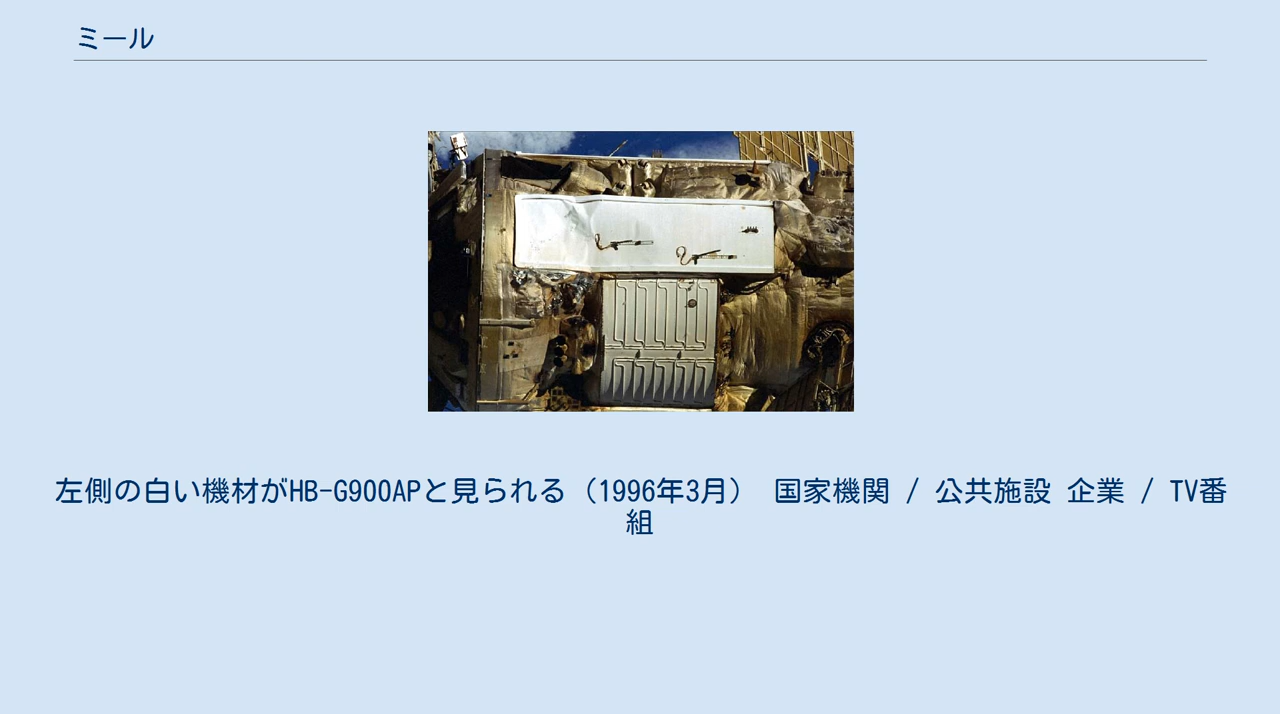 ミール
左側の白い機材がHB-G900APと見られる（1996年3月） 国家機関 / 公共施設 企業 / TV番
組